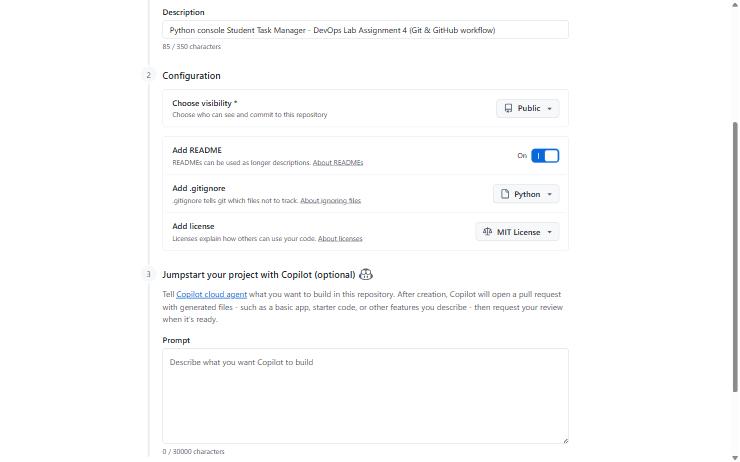 Description
Python console Student Task Manager - DevOps Lab Assignment 4 (Git & GitHub workflow)
85 / 350 characters
2 Configuration
Choose visibility * Public
Choose who can see and commit to this repository
Add README
READMEs can be used as longer descriptions. About READMEs On
Add .gitignore
.gitignore tells git which files not to track. About ignoring files Python
Add license
Licenses explain how others can use your code. About licenses MIT License
3 Jumpstart your project with Copilot (optional)
Tell Copilot cloud agent what you want to build in this repository. After creation, Copilot will open a pull request
with generated files - such as a basic app, starter code, or other features you describe - then request your review
when it's ready.
Prompt
Describe what you want Copilot to build
0 / 30000 characters